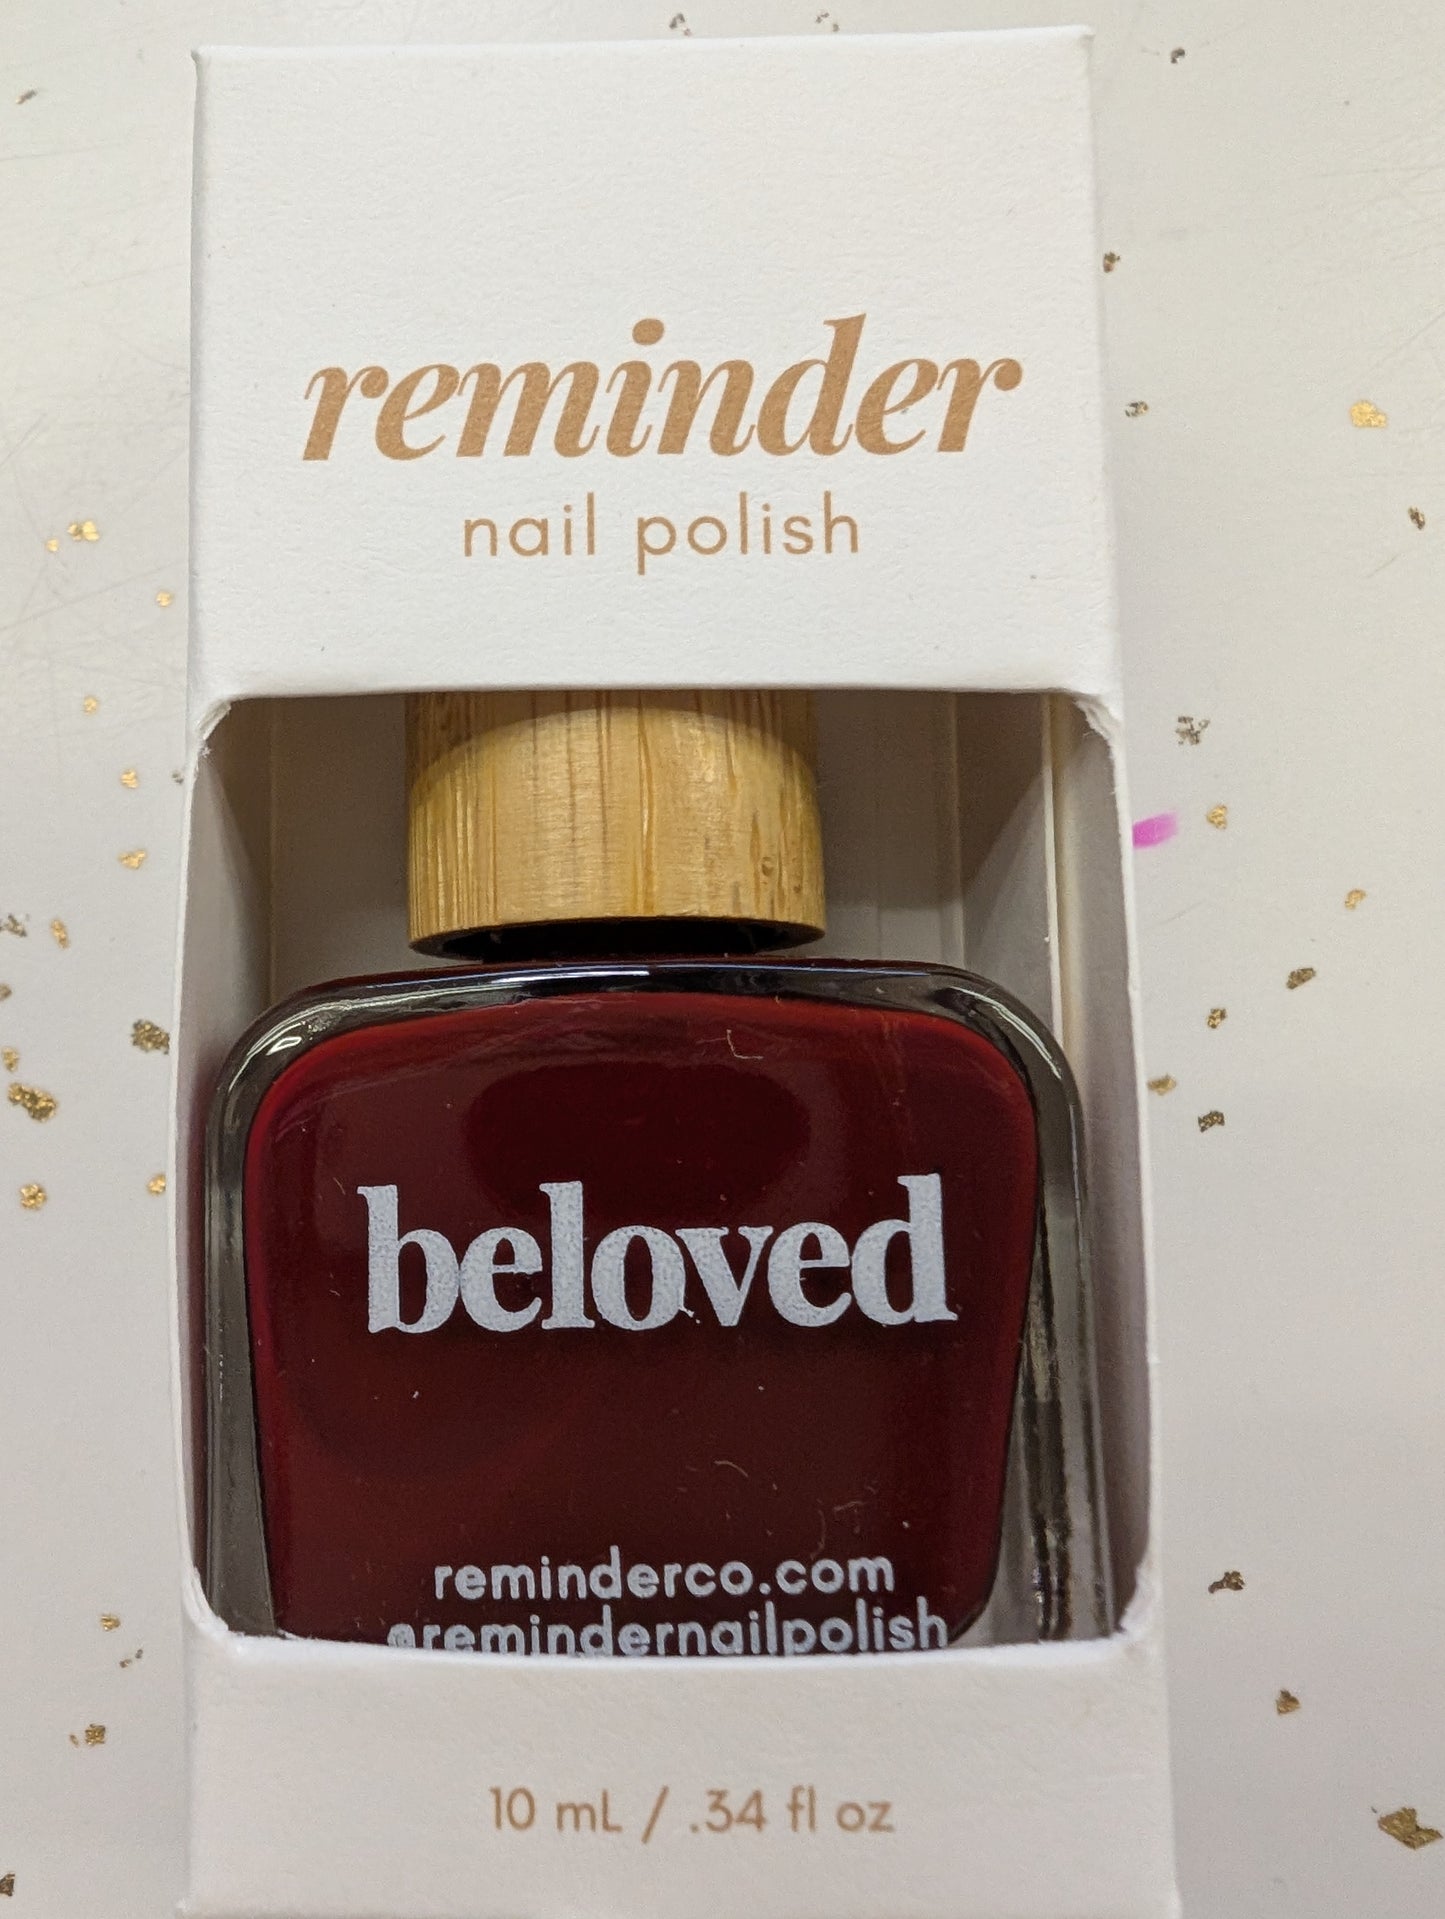 reminder
nail polish
beloved
reminderco.com
@remindernailpolish
10 mL / .34 fl oz